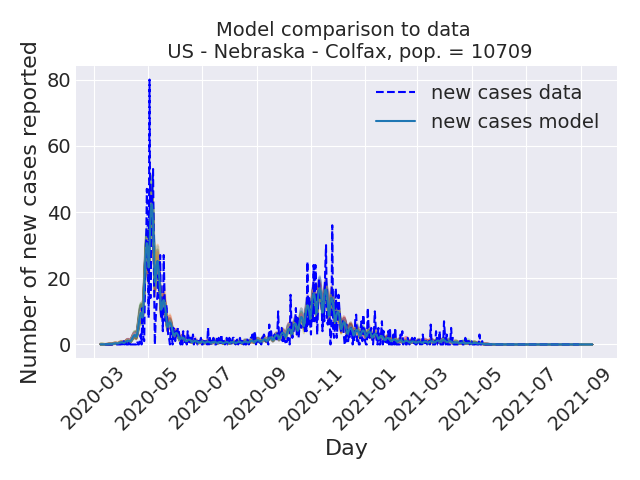 Model comparison to data
US - Nebraska - Colfax, pop. = 10709
Number of new cases reported
80
60
40
20
0
new cases data
new cases model
2020-03
2020-05
2020-07
2020-09
2020-11
2021-01
2021-03
2021-05
2021-07
2021-09
Day